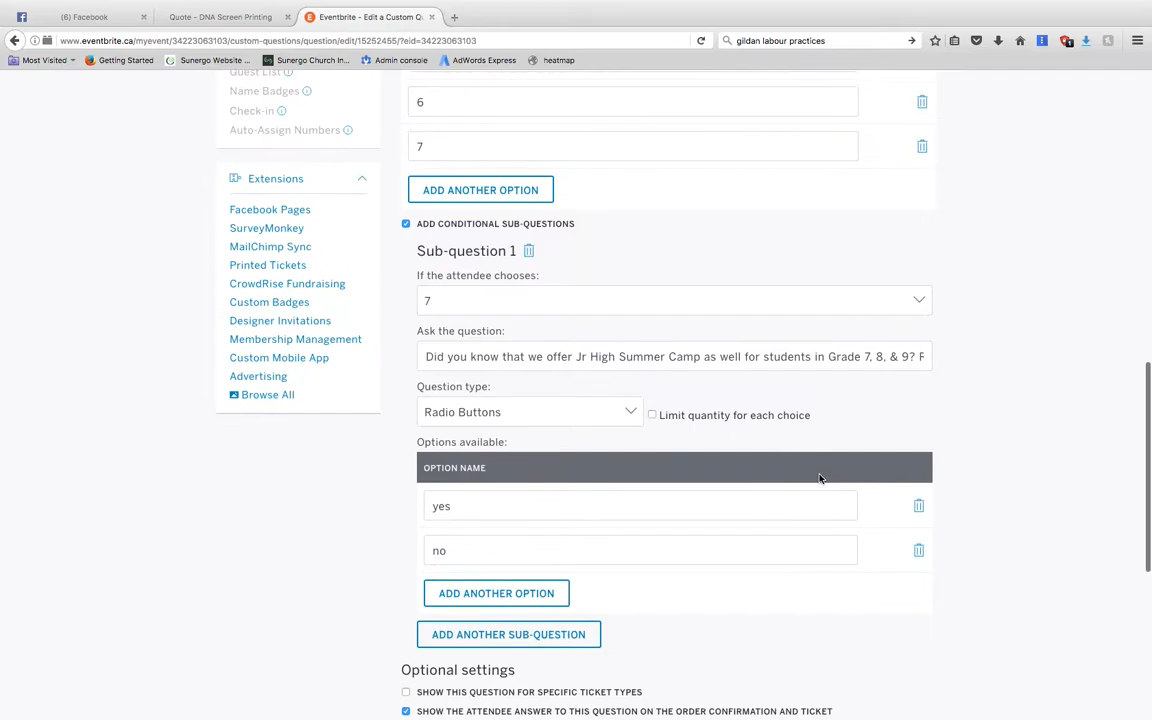 (6) Facebook
Quote - DNA Screen Printing
Eventbrite - Edit a Custom Q
www.eventbrite.ca/myevent/34223063103/custom-questions/question/edit/15252455/?eid=34223063103
gildan labour practices
Most Visited
Getting Started
Sunergo Website ...
Sunergo Church In...
Admin console
AdWords Express
heatmap
Guest List
Name Badges
Check-in
Auto-Assign Numbers
Extensions
Facebook Pages
SurveyMonkey
MailChimp Sync
Printed Tickets
CrowdRise Fundraising
Custom Badges
Designer Invitations
Membership Management
Custom Mobile App
Advertising
Browse All
6
7
ADD ANOTHER OPTION
ADD CONDITIONAL SUB-QUESTIONS
Sub-question 1
If the attendee chooses:
7
Ask the question:
Did you know that we offer Jr High Summer Camp as well for students in Grade 7, 8, & 9? F
Question type:
Radio Buttons
Limit quantity for each choice
Options available:
OPTION NAME
yes
no
ADD ANOTHER OPTION
ADD ANOTHER SUB-QUESTION
Optional settings
SHOW THIS QUESTION FOR SPECIFIC TICKET TYPES
SHOW THE ATTENDEE ANSWER TO THIS QUESTION ON THE ORDER CONFIRMATION AND TICKET